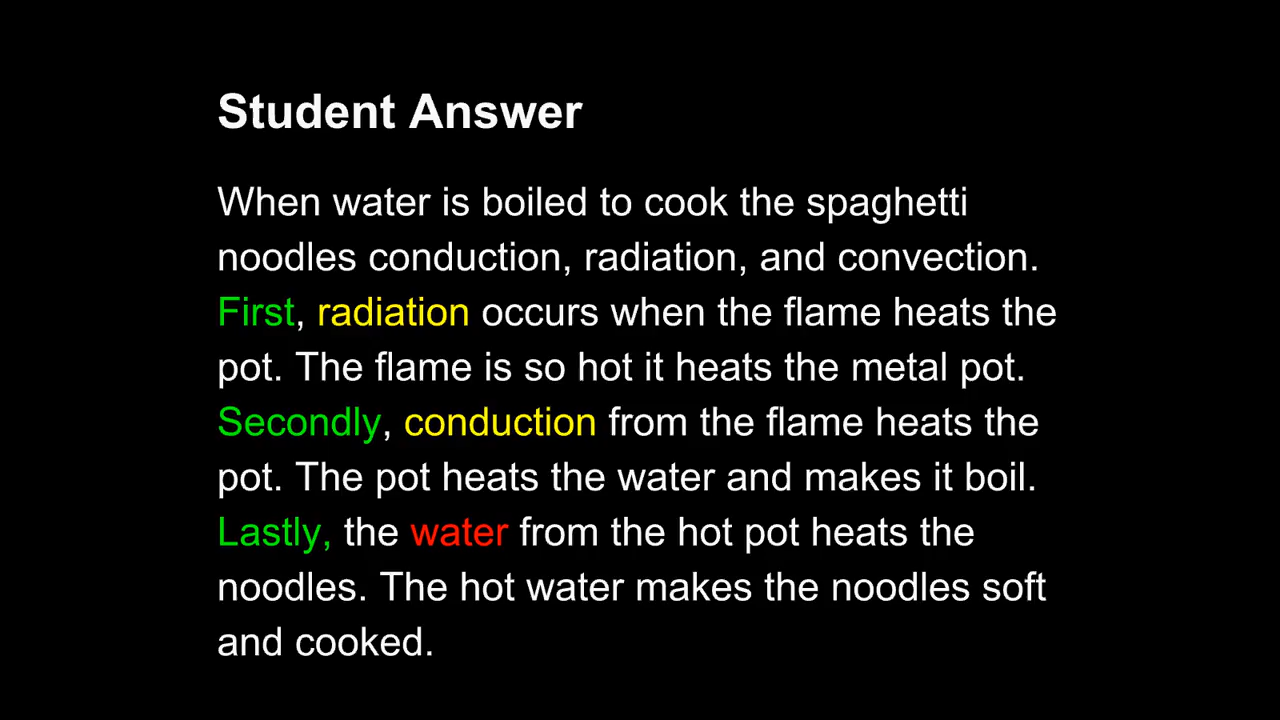 Student Answer
When water is boiled to cook the spaghetti
noodles conduction, radiation, and convection.
First, radiation occurs when the flame heats the
pot. The flame is so hot it heats the metal pot.
Secondly, conduction from the flame heats the
pot. The pot heats the water and makes it boil.
Lastly, the water from the hot pot heats the
noodles. The hot water makes the noodles soft
and cooked.